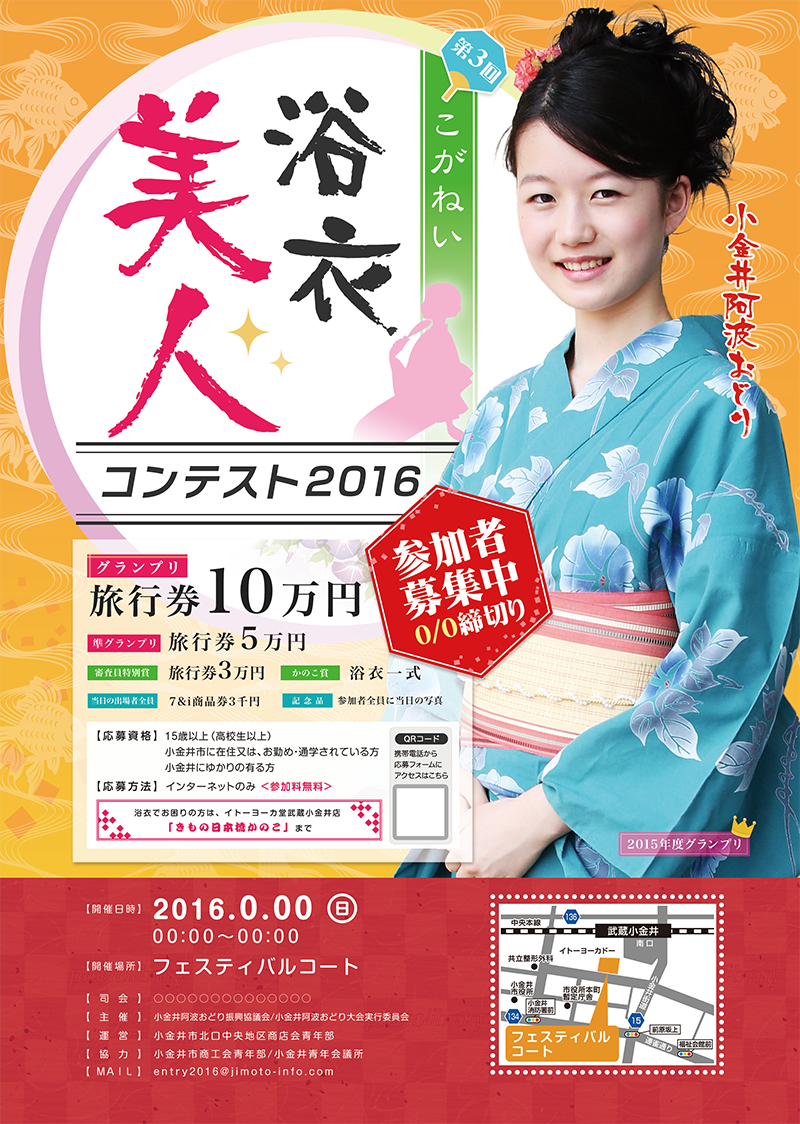 第3回
こがねい
浴衣
美人
コンテスト2016
小金井阿波おどり
参加者
募集中
0/0締切り
グランプリ
旅行券10万円
準グランプリ 旅行券5万円
審査員特別賞 旅行券3万円 かのこ賞 浴衣一式
当日の出場者全員 7&i商品券3千円 記念品 参加者全員に当日の写真
【応募資格】15歳以上(高校生以上)
小金井市に在住又は、お勤め・通学されている方
小金井にゆかりの有る方
【応募方法】インターネットのみ <参加料無料>
浴衣でお困りの方は、イトーヨーカ堂武蔵小金井店
「きもの日本橋かのこ」まで
QRコード
携帯電話から
応募フォームに
アクセスはこちら
2015年度グランプリ
【開催日時】2016.0.00 日
00:00〜00:00
【開催場所】フェスティバルコート
【司会】○○○○○○○○○○○○○○
【主催】小金井阿波おどり振興協議会/小金井阿波おどり大会実行委員会
【運営】小金井市北口中央地区商店会青年部
【協力】小金井市商工会青年部/小金井青年会議所
【MAIL】entry2016@jimoto-info.com
136
中央本線
武蔵小金井
南口
イトーヨーカドー
共立整形外科
小金井
市役所
市役所本町
暫定庁舎
小金井街道
134
小金井
消防署前
15
前原坂上
連雀通り
福祉会館前
フェスティバル
コート